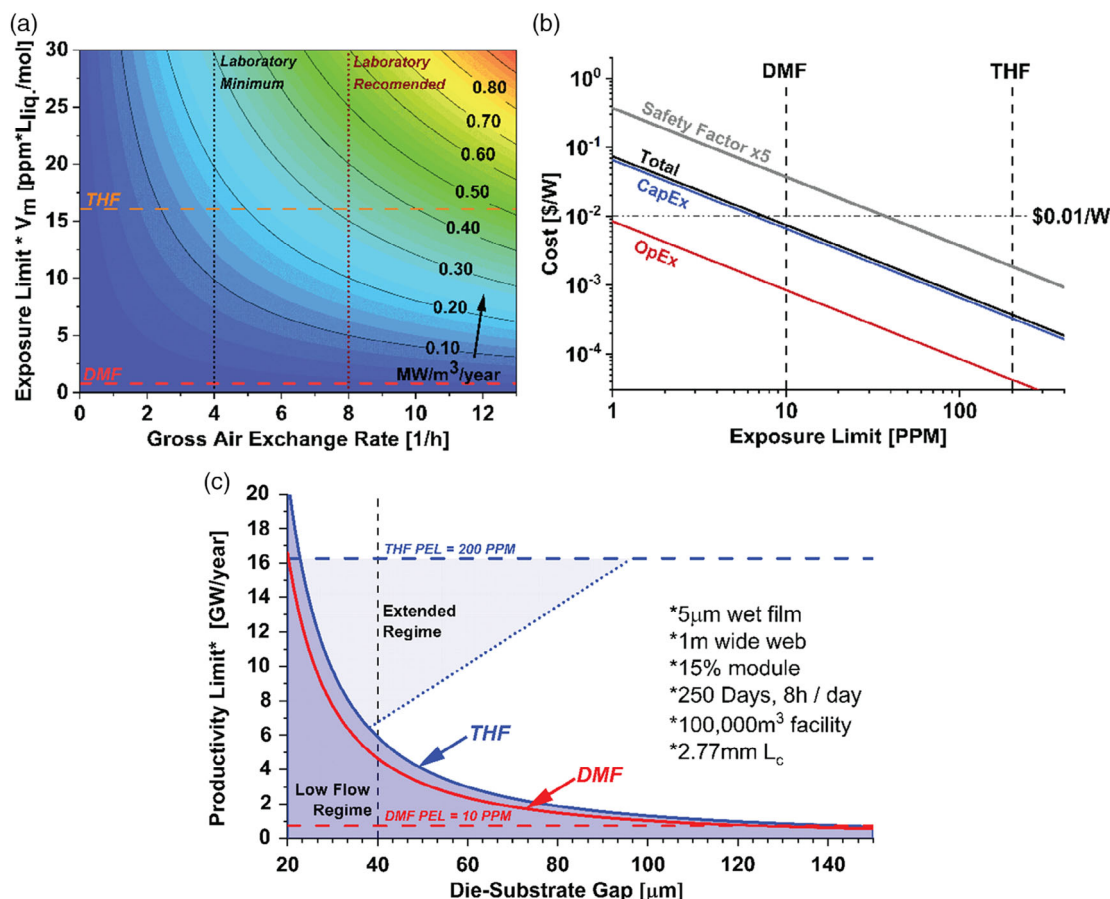 (a)
Exposure Limit * Vm [ppm*Lliq./mol]
30
25
20
15
10
5
0
Laboratory
Minimum
Laboratory
Recomended
0.80
0.70
0.60
0.50
0.40
0.30
0.20
0.10
THF
DMF
MW/m³/year
0 2 4 6 8 10 12
Gross Air Exchange Rate [1/h]
(b)
DMF THF
Cost [$/W]
10⁰
10⁻¹
10⁻²
10⁻³
10⁻⁴
Safety Factor x5
Total
CapEx
OpEx
$0.01/W
1 10 100
Exposure Limit [PPM]
(c)
Productivity Limit* [GW/year]
20
18
16
14
12
10
8
6
4
2
0
THF PEL = 200 PPM
Extended
Regime
THF
DMF
Low Flow
Regime
DMF PEL = 10 PPM
*5µm wet film
*1m wide web
*15% module
*250 Days, 8h / day
*100,000m³ facility
*2.77mm Lc
20 40 60 80 100 120 140
Die-Substrate Gap [µm]